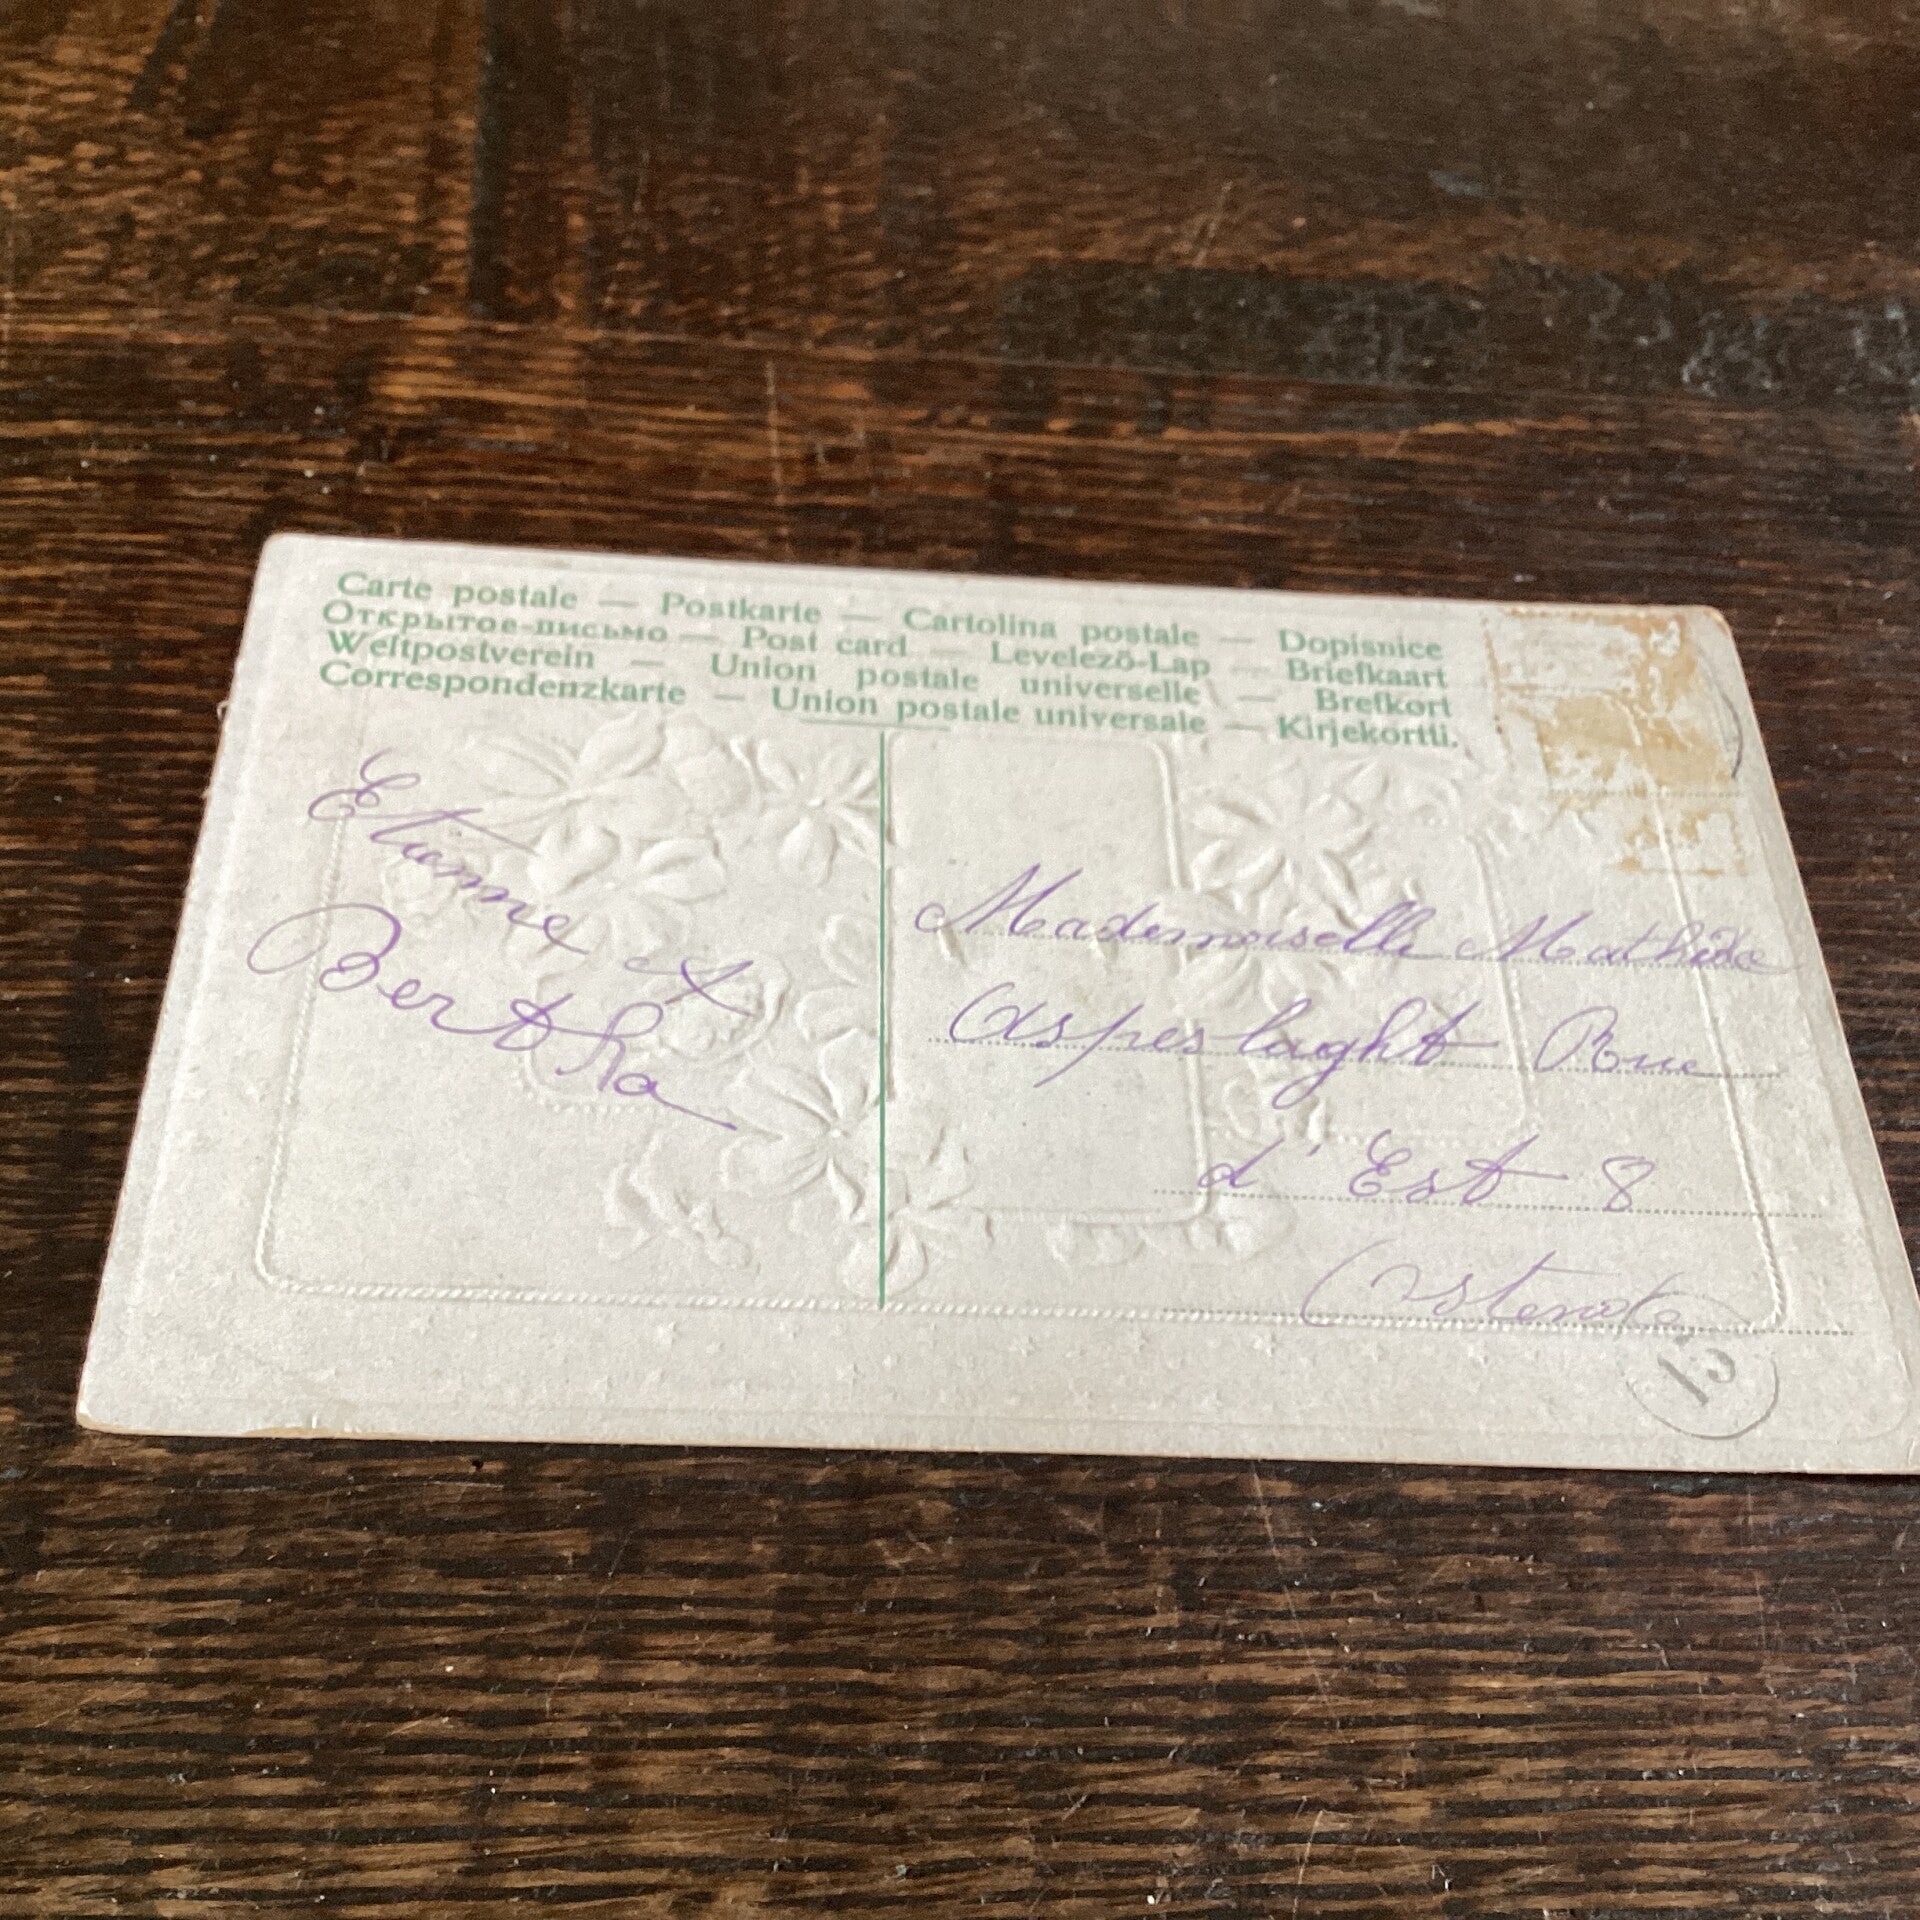 Carte postale — Postkarte — Cartolina postale — Dopisnice
Открытое-письмо — Post card — Levelező-Lap — Briefkaart
Weltpostverein — Union postale universelle — Brefkort
Correspondenzkarte — Union postale universale — Kirjekortti.
Etienne et
Bertha
Mademoiselle Mathilde
Aspeslaght Rue
d'Est 8
Ostende
15